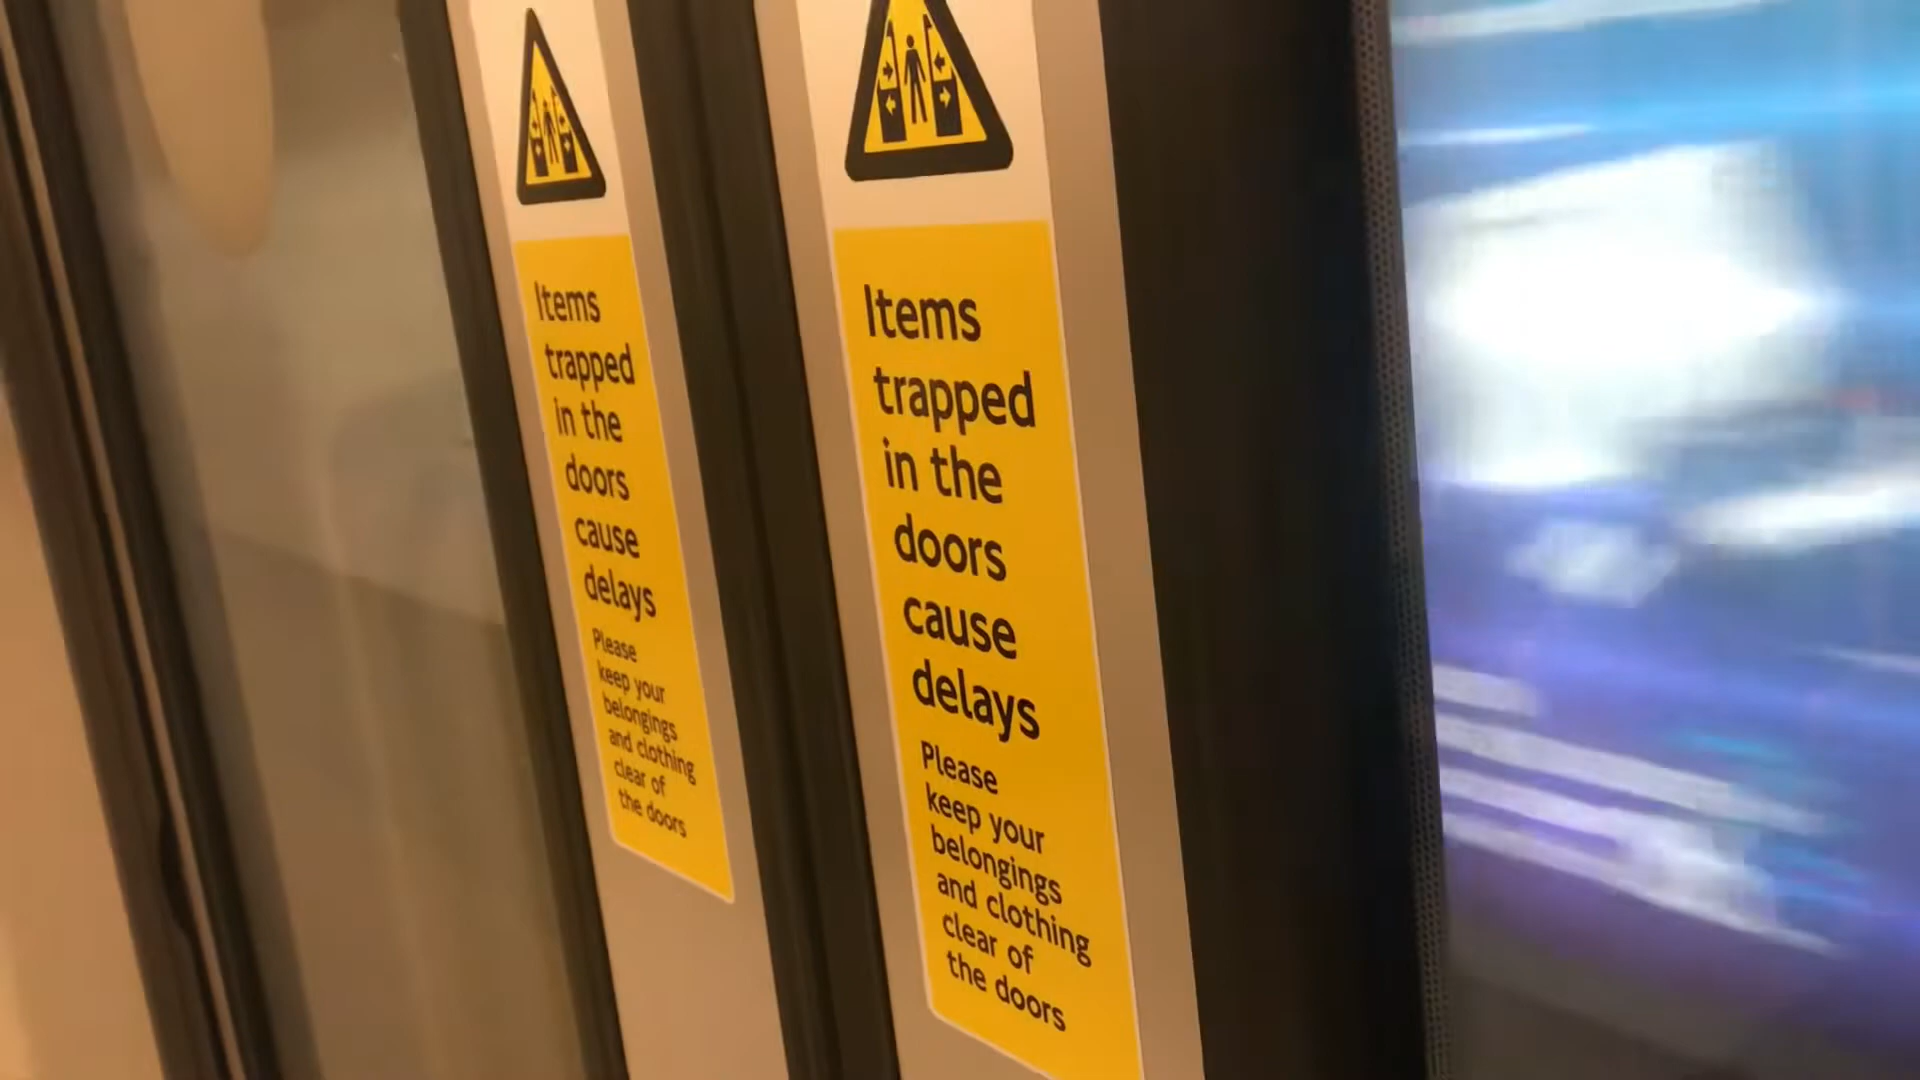 Items
trapped
in the
doors
cause
delays
Please
keep your
belongings
and clothing
clear of
the doors
Items
trapped
in the
doors
cause
delays
Please
keep your
belongings
and clothing
clear of
the doors